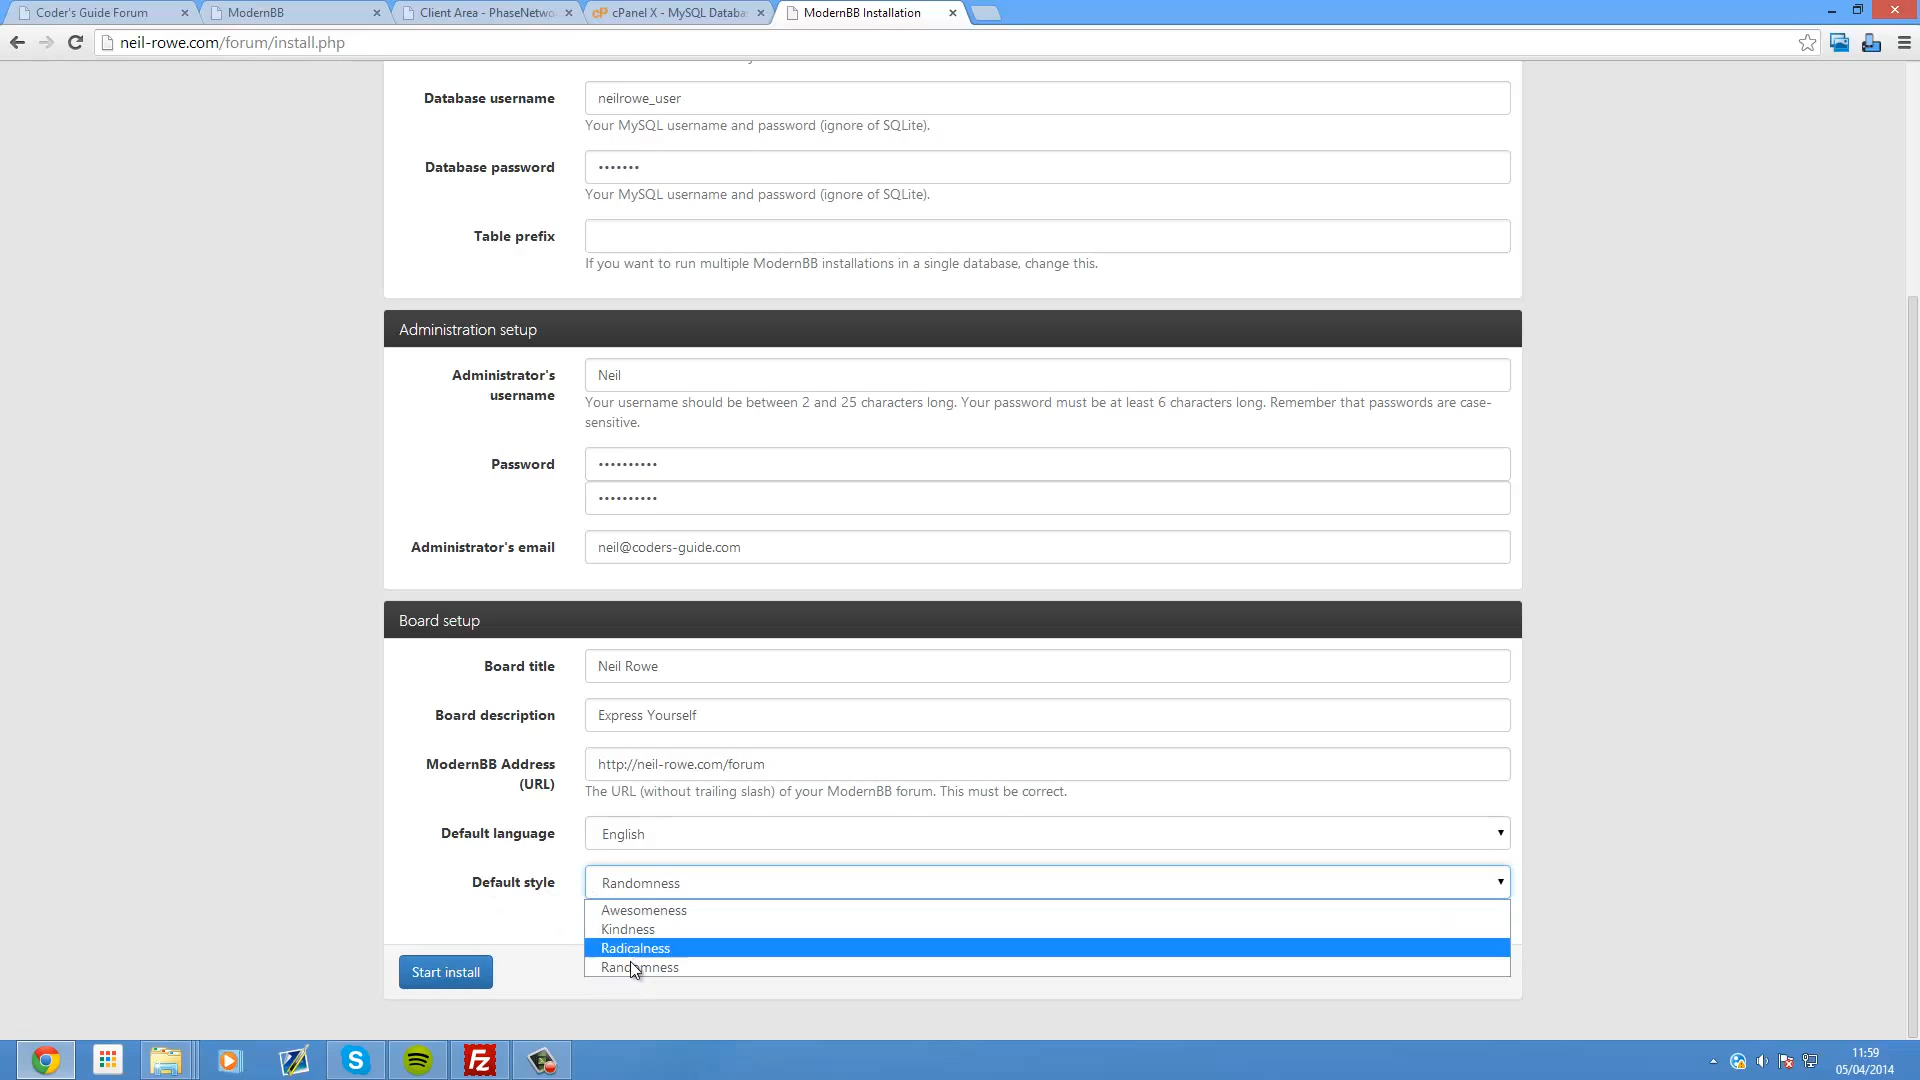 Coder's Guide Forum
ModernBB
Client Area - PhaseNetwo
cPanel X - MySQL Databa
ModernBB Installation
neil-rowe.com/forum/install.php
Database username
neilrowe_user
Your MySQL username and password (ignore of SQLite).
Database password
•••••••
Your MySQL username and password (ignore of SQLite).
Table prefix
If you want to run multiple ModernBB installations in a single database, change this.
Administration setup
Administrator's
username
Neil
Your username should be between 2 and 25 characters long. Your password must be at least 6 characters long. Remember that passwords are case-
sensitive.
Password
••••••••••
••••••••••
Administrator's email
neil@coders-guide.com
Board setup
Board title
Neil Rowe
Board description
Express Yourself
ModernBB Address
(URL)
http://neil-rowe.com/forum
The URL (without trailing slash) of your ModernBB forum. This must be correct.
Default language
English
Default style
Randomness
Awesomeness
Kindness
Radicalness
Randomness
Start install
11:59
05/04/2014